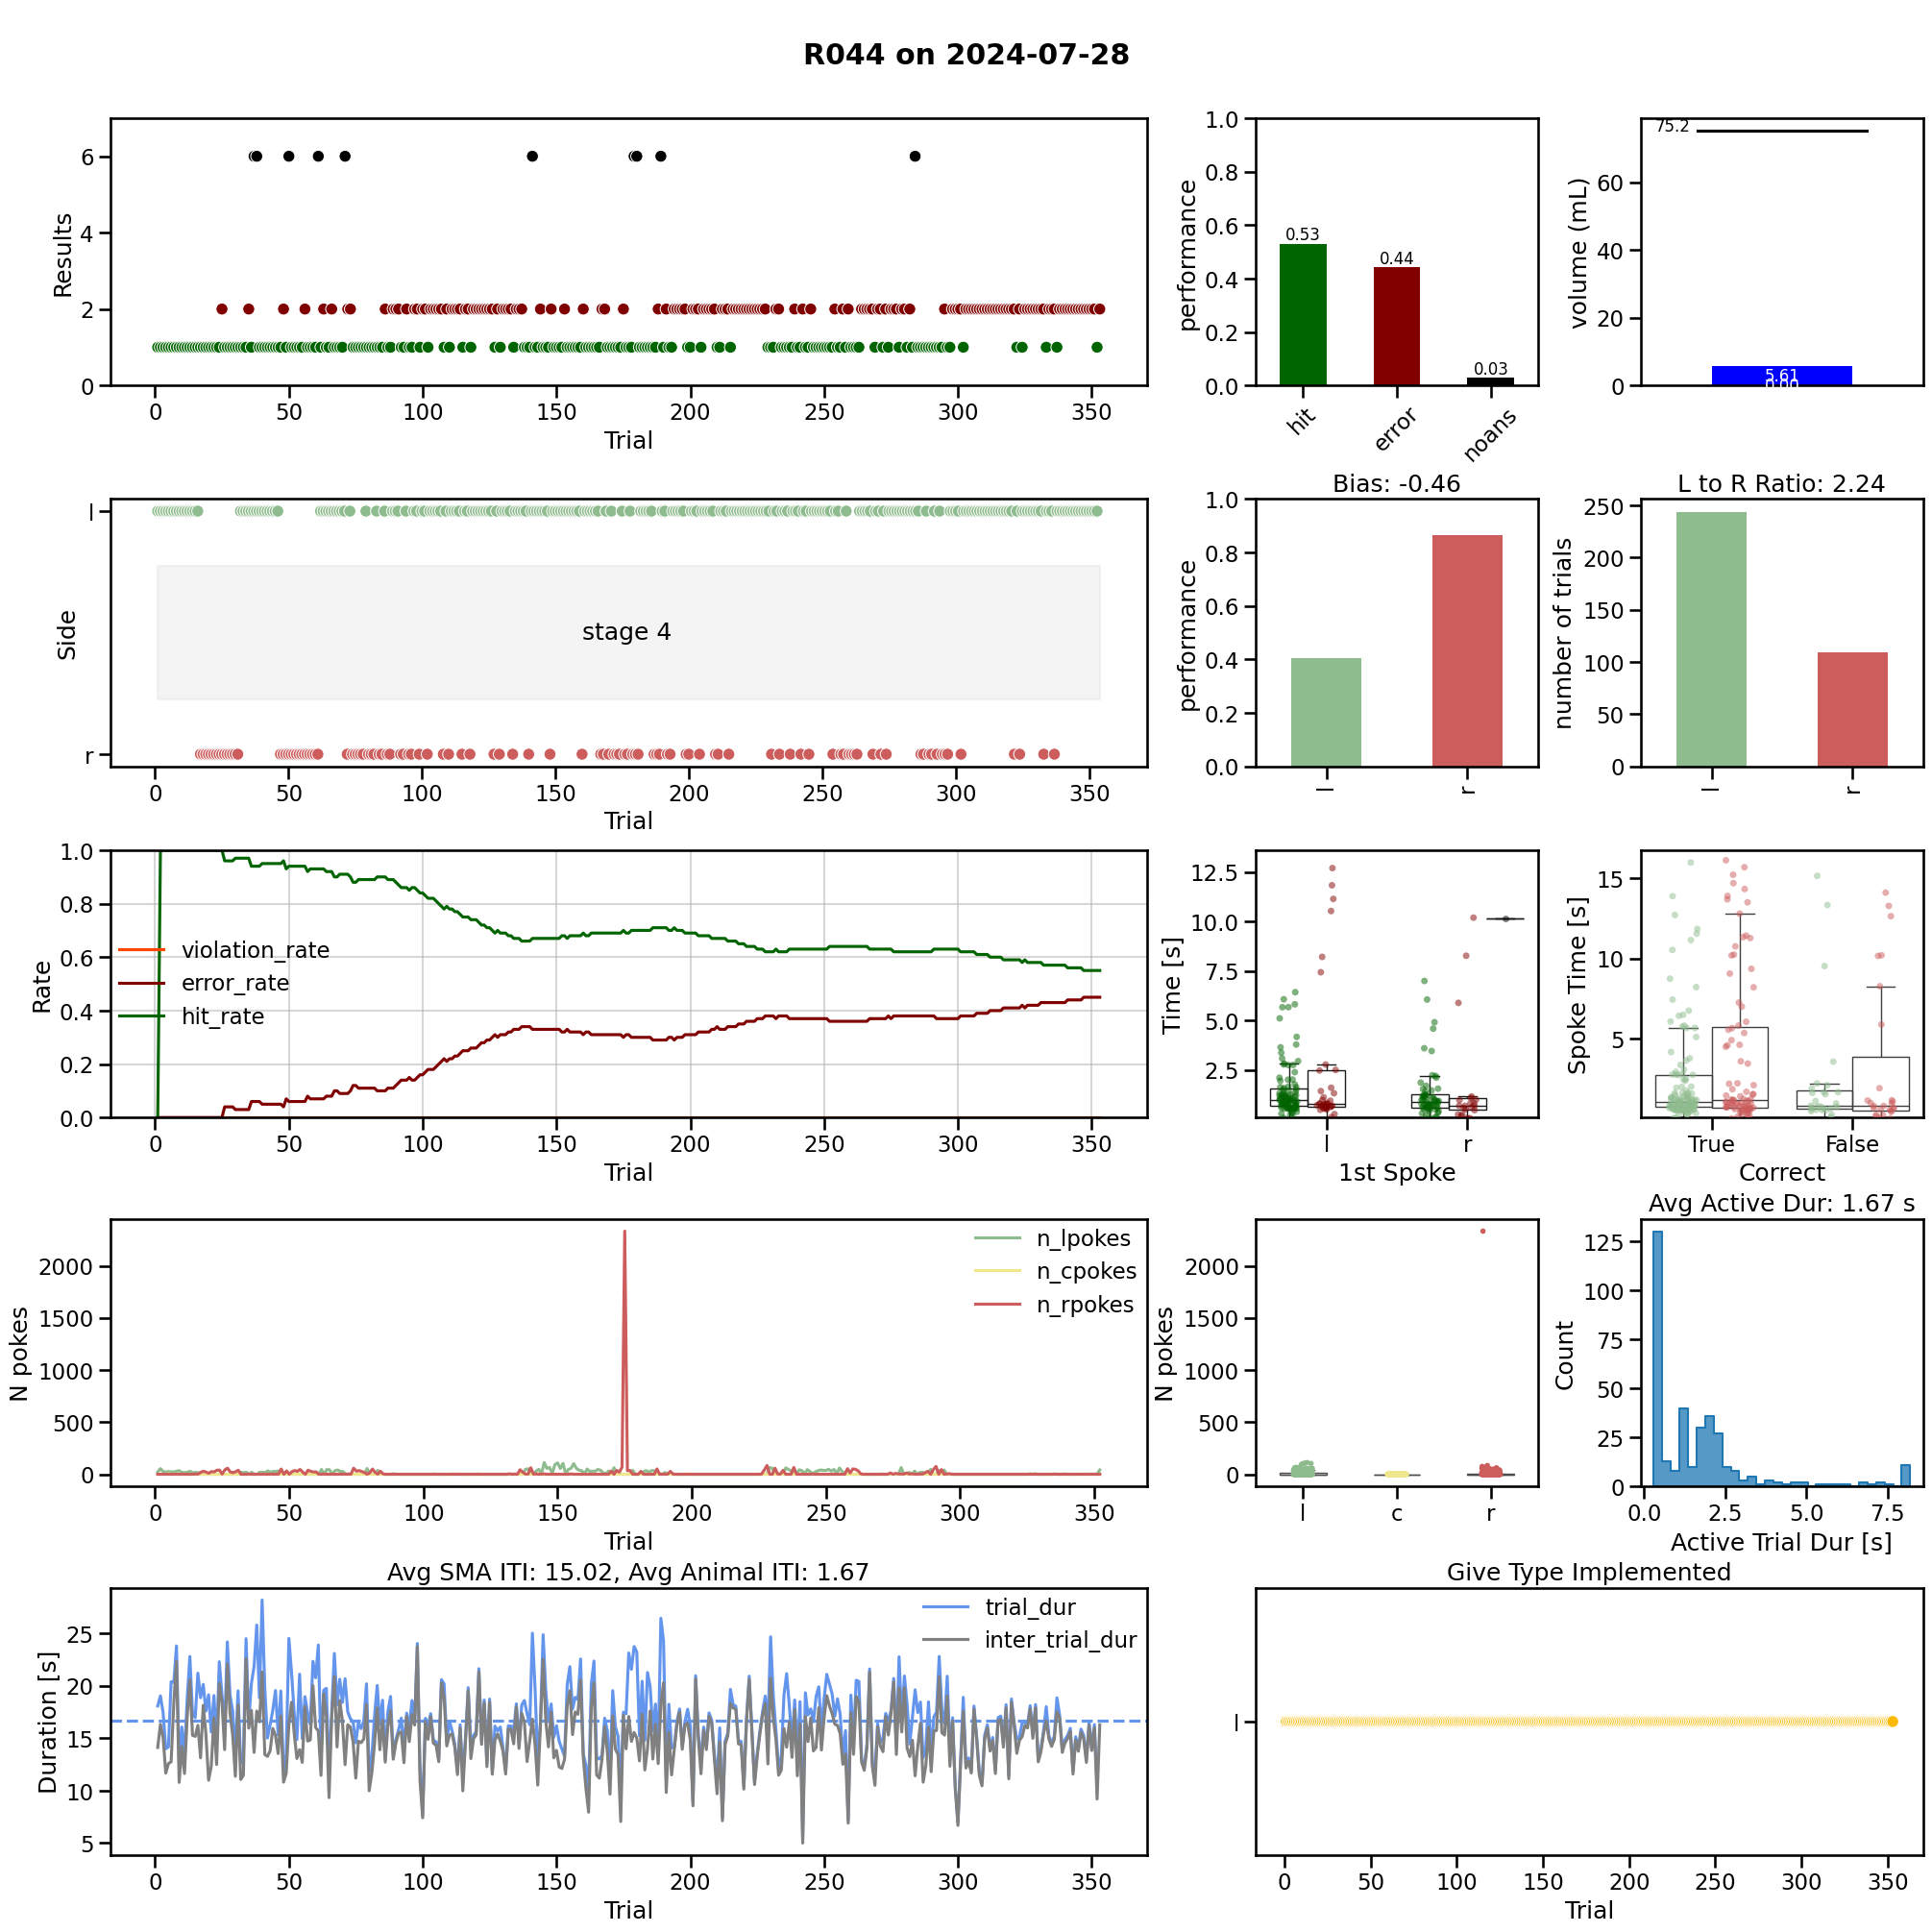 R044 on 2024-07-28
Results
6
4
2
0
0 50 100 150 200 250 300 350
Trial
performance
1.0
0.8
0.6
0.4
0.2
0.0
0.53
0.44
0.03
hit error noans
volume (mL)
60
40
20
0
75.2
5.61
0.00
Side
l
r
stage 4
0 50 100 150 200 250 300 350
Trial
Bias: -0.46
performance
1.0
0.8
0.6
0.4
0.2
0.0
l r
L to R Ratio: 2.24
number of trials
250
200
150
100
50
0
l r
Rate
1.0
0.8
0.6
0.4
0.2
0.0
violation_rate
error_rate
hit_rate
0 50 100 150 200 250 300 350
Trial
Time [s]
12.5
10.0
7.5
5.0
2.5
l r
1st Spoke
Spoke Time [s]
15
10
5
True False
Correct
N pokes
2000
1500
1000
500
0
n_lpokes
n_cpokes
n_rpokes
0 50 100 150 200 250 300 350
Trial
N pokes
2000
1500
1000
500
0
l c r
Avg Active Dur: 1.67 s
Count
125
100
75
50
25
0
0.0 2.5 5.0 7.5
Active Trial Dur [s]
Avg SMA ITI: 15.02, Avg Animal ITI: 1.67
Duration [s]
25
20
15
10
5
trial_dur
inter_trial_dur
0 50 100 150 200 250 300 350
Trial
Give Type Implemented
l
0 50 100 150 200 250 300 350
Trial